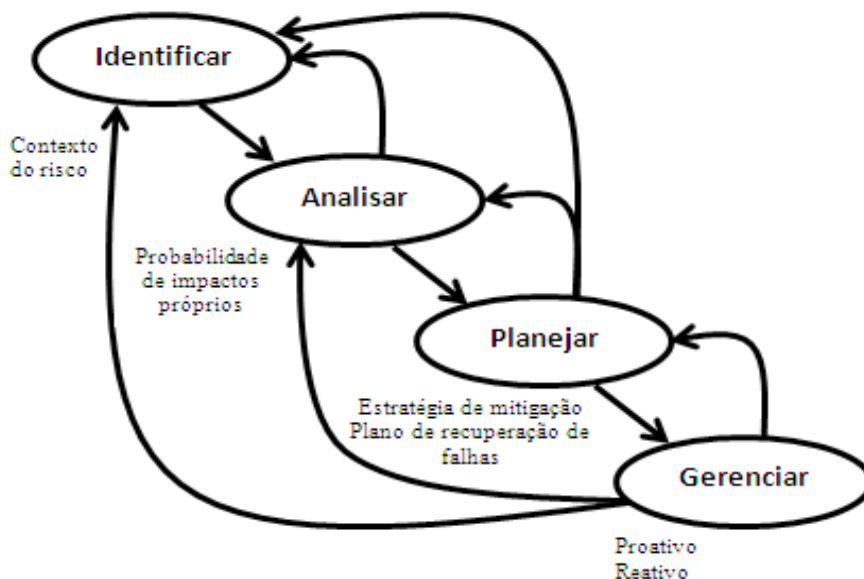 Identificar
Contexto
do risco
Analisar
Probabilidade
de impactos
próprios
Planejar
Estratégia de mitigação
Plano de recuperação de
falhas
Gerenciar
Proativo
Reativo